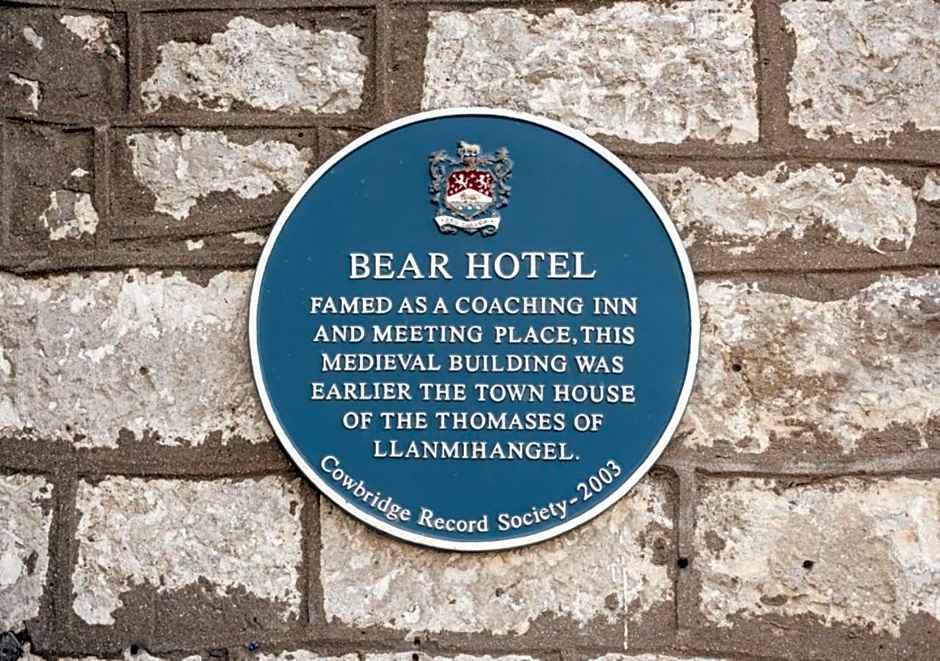 BEAR HOTEL
FAMED AS A COACHING INN
AND MEETING PLACE, THIS
MEDIEVAL BUILDING WAS
EARLIER THE TOWN HOUSE
OF THE THOMASES OF
LLANMIHANGEL.
Cowbridge Record Society - 2003